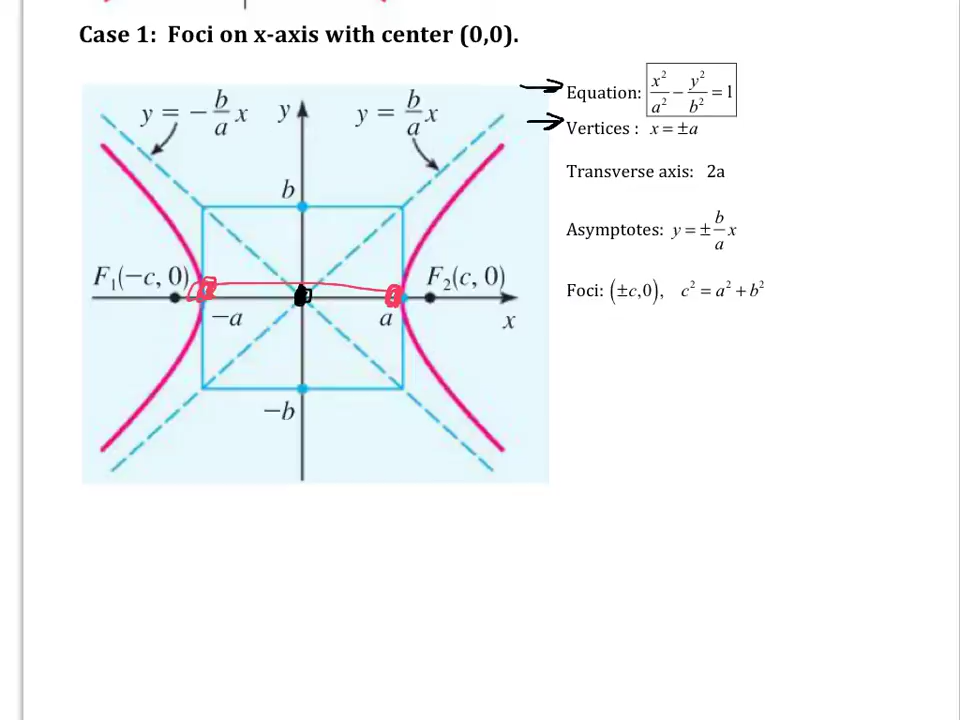 Case 1: Foci on x-axis with center (0,0).
Equation: x²/a² − y²/b² = 1
Vertices : x = ±a
Transverse axis: 2a
Asymptotes: y = ± b/a x
Foci: (±c,0), c² = a² + b²
y = − b/a x
y
y = b/a x
b
F₁(−c, 0)
F₂(c, 0)
−a
a
x
−b